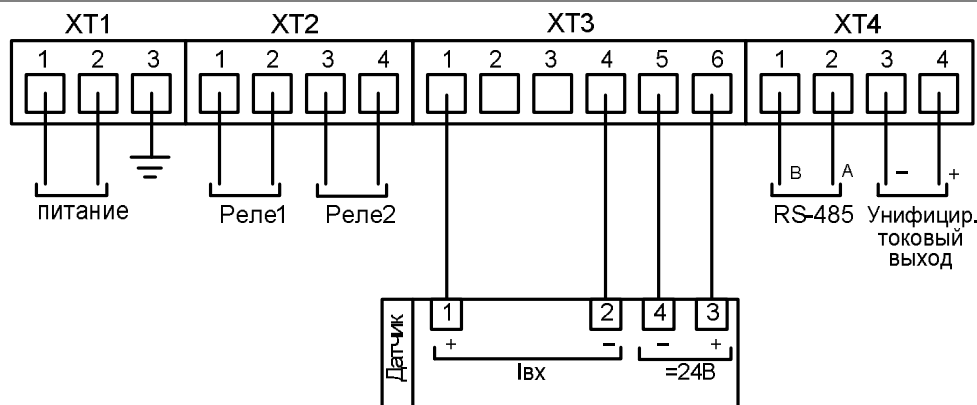 XT1 XT2 XT3 XT4
1 2 3 1 2 3 4 1 2 3 4 5 6 1 2 3 4
B A – +
питание Реле1 Реле2 RS-485 Унифицир.
токовый
выход
Датчик
1 2 4 3
+ – – +
Iвх =24В